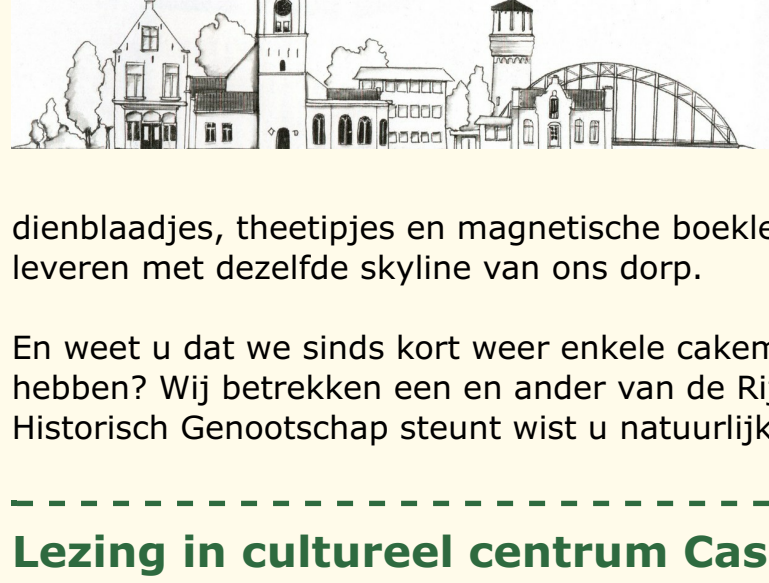 dienblaadjes, theetipjes en magnetische boekle
leveren met dezelfde skyline van ons dorp.
En weet u dat we sinds kort weer enkele cakem
hebben? Wij betrekken een en ander van de Rij
Historisch Genootschap steunt wist u natuurlijk
Lezing in cultureel centrum Cas